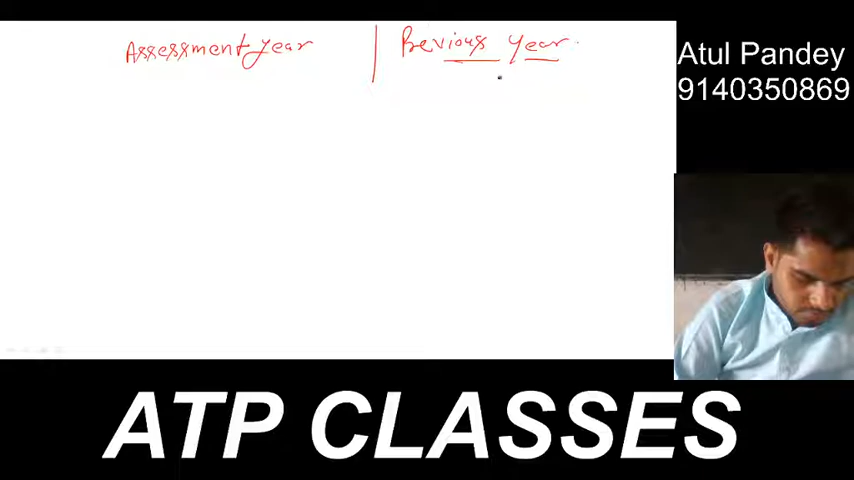 Assessment year | Previous year
Atul Pandey
9140350869
ATP CLASSES